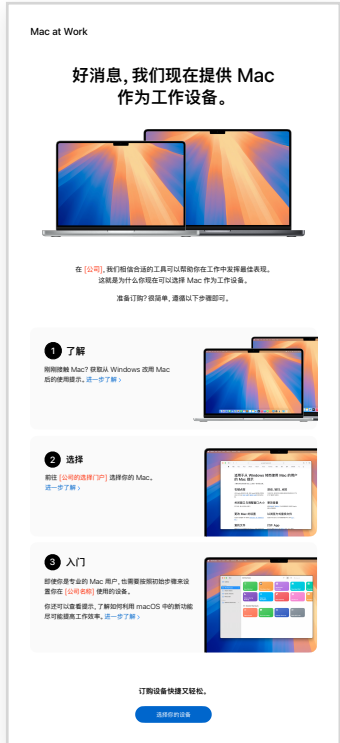 Mac at Work
好消息，我们现在提供 Mac
作为工作设备。
在 [公司]，我们相信合适的工具可以帮助你在工作中发挥最佳表现。
这就是为什么你现在可以选择 Mac 作为工作设备。
准备订购？很简单，遵循以下步骤即可。
1 了解
刚刚接触 Mac？获取从 Windows 改用 Mac
后的使用提示。进一步了解 ›
2 选择
前往 [公司的选择门户] 选择你的 Mac。
进一步了解 ›
3 入门
即使你是专业的 Mac 用户，也需要按照初始步骤来设
置你在 [公司名称] 使用的设备。
你还可以查看提示，了解如何利用 macOS 中的新功能
尽可能提高工作效率。进一步了解 ›
订购设备快捷又轻松。
选择你的设备